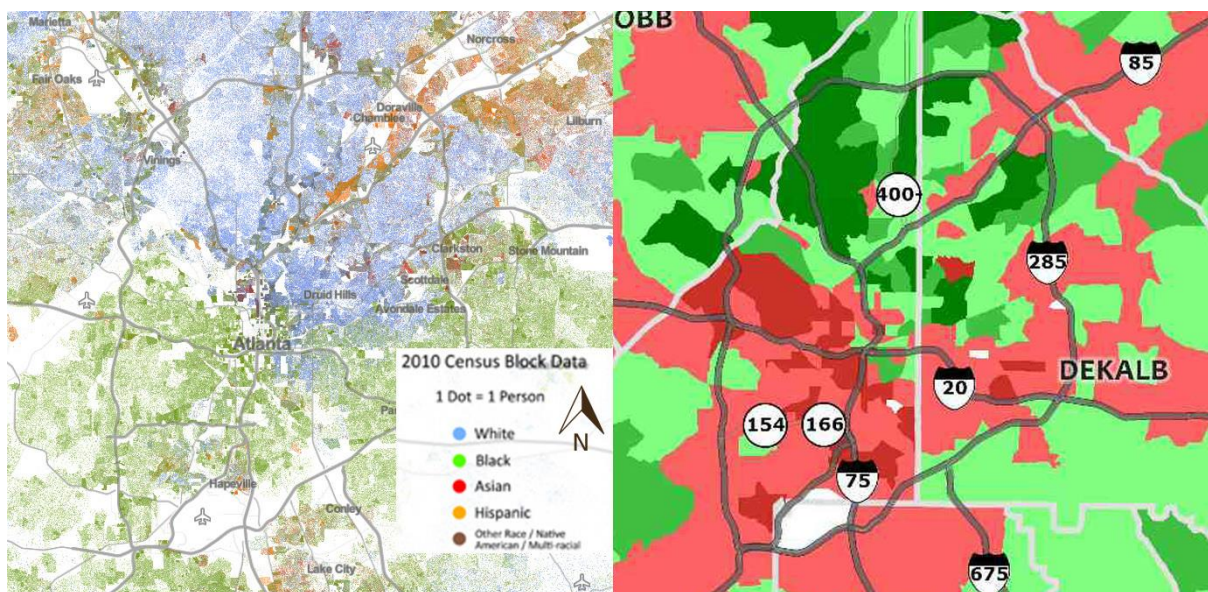 Marietta
Norcross
Fair Oaks
Doraville
Chamblee
Lilburn
Vinings
Clarkston
Stone Mountain
Scottdale
Druid Hills
Avondale Estates
Atlanta
2010 Census Block Data
1 Dot = 1 Person
White
Black
Asian
Hispanic
Other Race / Native
American / Multi-racial
N
Pa
Hapeville
Conley
Lake City
OBB
85
400+
285
DEKALB
20
154
166
75
675